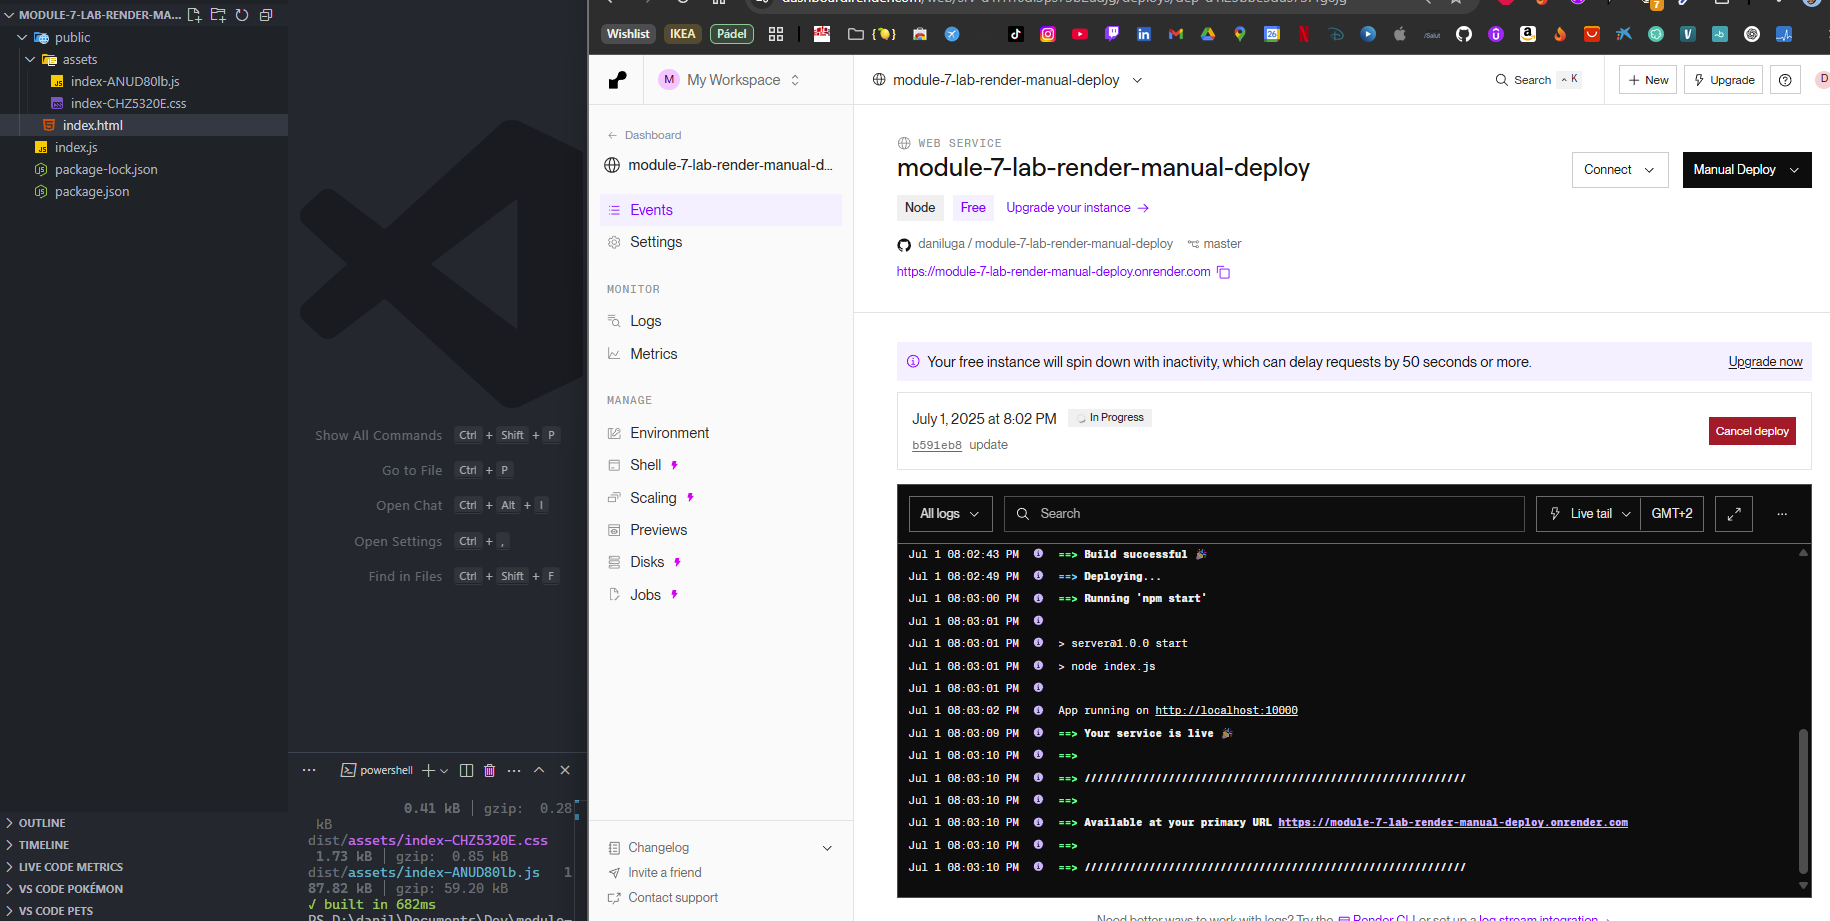 MODULE-7-LAB-RENDER-MA...
public
assets
index-ANUD80lb.js
index-CHZ5320E.css
index.html
index.js
package-lock.json
package.json
OUTLINE
TIMELINE
LIVE CODE METRICS
VS CODE POKÉMON
VS CODE PETS
Show All Commands Ctrl + Shift + P
Go to File Ctrl + P
Open Chat Ctrl + Alt + I
Open Settings Ctrl + ,
Find in Files Ctrl + Shift + F
powershell
0.41 kB │ gzip: 0.28
kB
dist/assets/index-CHZ5320E.css
1.73 kB │ gzip: 0.85 kB
dist/assets/index-ANUD80lb.js 1
87.82 kB │ gzip: 59.20 kB
✓ built in 682ms
PS D:\danil\Documents\Dev\module-
Wishlist IKEA Pádel
M My Workspace
module-7-lab-render-manual-deploy
Search ^ K
+ New
Upgrade
D
← Dashboard
module-7-lab-render-manual-d...
Events
Settings
MONITOR
Logs
Metrics
MANAGE
Environment
Shell
Scaling
Previews
Disks
Jobs
Changelog
Invite a friend
Contact support
WEB SERVICE
module-7-lab-render-manual-deploy
Connect
Manual Deploy
Node Free Upgrade your instance →
daniluga / module-7-lab-render-manual-deploy master
https://module-7-lab-render-manual-deploy.onrender.com
Your free instance will spin down with inactivity, which can delay requests by 50 seconds or more. Upgrade now
July 1, 2025 at 8:02 PM In Progress
b591eb8 update
Cancel deploy
All logs Search Live tail GMT+2 ...
Jul 1 08:02:43 PM ==> Build successful 🎉
Jul 1 08:02:49 PM ==> Deploying...
Jul 1 08:03:00 PM ==> Running 'npm start'
Jul 1 08:03:01 PM
Jul 1 08:03:01 PM > server@1.0.0 start
Jul 1 08:03:01 PM > node index.js
Jul 1 08:03:01 PM
Jul 1 08:03:02 PM App running on http://localhost:10000
Jul 1 08:03:09 PM ==> Your service is live 🎉
Jul 1 08:03:10 PM ==>
Jul 1 08:03:10 PM ==> ///////////////////////////////////////////////////////////
Jul 1 08:03:10 PM ==>
Jul 1 08:03:10 PM ==> Available at your primary URL https://module-7-lab-render-manual-deploy.onrender.com
Jul 1 08:03:10 PM ==>
Jul 1 08:03:10 PM ==> ///////////////////////////////////////////////////////////
Need better ways to work with logs? Try the Render CLI or set up a log stream integration